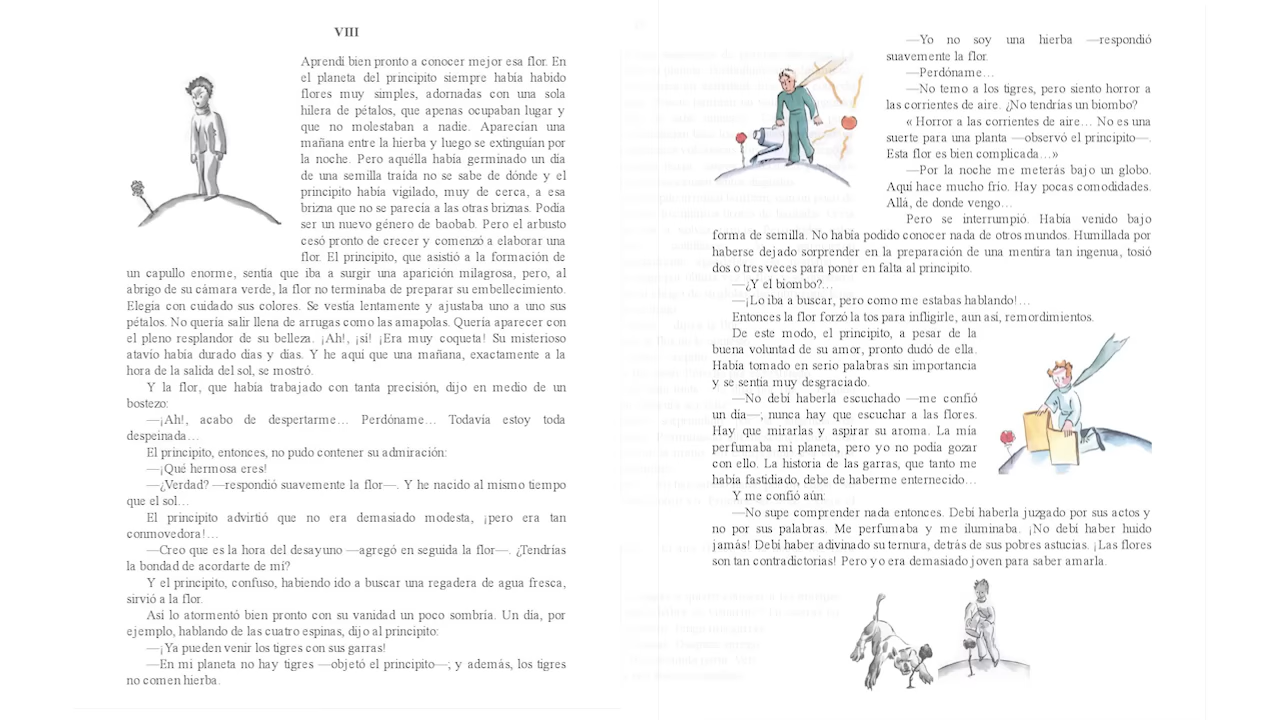 VIII
Aprendí bien pronto a conocer mejor esa flor. En
el planeta del principito siempre había habido
flores muy simples, adornadas con una sola
hilera de pétalos, que apenas ocupaban lugar y
que no molestaban a nadie. Aparecían una
mañana entre la hierba y luego se extinguían por
la noche. Pero aquélla había germinado un día
de una semilla traída no se sabe de dónde y el
principito había vigilado, muy de cerca, a esa
brizna que no se parecía a las otras briznas. Podía
ser un nuevo género de baobab. Pero el arbusto
cesó pronto de crecer y comenzó a elaborar una
flor. El principito, que asistió a la formación de
un capullo enorme, sentía que iba a surgir una aparición milagrosa, pero, al
abrigo de su cámara verde, la flor no terminaba de preparar su embellecimiento.
Elegía con cuidado sus colores. Se vestía lentamente y ajustaba uno a uno sus
pétalos. No quería salir llena de arrugas como las amapolas. Quería aparecer con
el pleno resplandor de su belleza. ¡Ah!, ¡sí! ¡Era muy coqueta! Su misterioso
atavío había durado días y días. Y he aquí que una mañana, exactamente a la
hora de la salida del sol, se mostró.
Y la flor, que había trabajado con tanta precisión, dijo en medio de un
bostezo:
—¡Ah!, acabo de despertarme… Perdóname… Todavía estoy toda
despeinada…
El principito, entonces, no pudo contener su admiración:
—¡Qué hermosa eres!
—¿Verdad? —respondió suavemente la flor—. Y he nacido al mismo tiempo
que el sol…
El principito advirtió que no era demasiado modesta, ¡pero era tan
conmovedora!…
—Creo que es la hora del desayuno —agregó en seguida la flor—. ¿Tendrías
la bondad de acordarte de mí?
Y el principito, confuso, habiendo ido a buscar una regadera de agua fresca,
sirvió a la flor.
Así lo atormentó bien pronto con su vanidad un poco sombría. Un día, por
ejemplo, hablando de las cuatro espinas, dijo al principito:
—¡Ya pueden venir los tigres con sus garras!
—En mi planeta no hay tigres —objetó el principito—; y además, los tigres
no comen hierba.
—Yo no soy una hierba —respondió
suavemente la flor.
—Perdóname…
—No temo a los tigres, pero siento horror a
las corrientes de aire. ¿No tendrías un biombo?
« Horror a las corrientes de aire… No es una
suerte para una planta —observó el principito—.
Esta flor es bien complicada…»
—Por la noche me meterás bajo un globo.
Aquí hace mucho frío. Hay pocas comodidades.
Allá, de donde vengo…
Pero se interrumpió. Había venido bajo
forma de semilla. No había podido conocer nada de otros mundos. Humillada por
haberse dejado sorprender en la preparación de una mentira tan ingenua, tosió
dos o tres veces para poner en falta al principito.
—¿Y el biombo?…
—¡Lo iba a buscar, pero como me estabas hablando!…
Entonces la flor forzó la tos para infligirle, aun así, remordimientos.
De este modo, el principito, a pesar de la
buena voluntad de su amor, pronto dudó de ella.
Había tomado en serio palabras sin importancia
y se sentía muy desgraciado.
—No debí haberla escuchado —me confió
un día—; nunca hay que escuchar a las flores.
Hay que mirarlas y aspirar su aroma. La mía
perfumaba mi planeta, pero yo no podía gozar
con ello. La historia de las garras, que tanto me
había fastidiado, debe de haberme enternecido…
Y me confió aún:
—No supe comprender nada entonces. Debí haberla juzgado por sus actos y
no por sus palabras. Me perfumaba y me iluminaba. ¡No debí haber huido
jamás! Debí haber adivinado su ternura, detrás de sus pobres astucias. ¡Las flores
son tan contradictorias! Pero yo era demasiado joven para saber amarla.